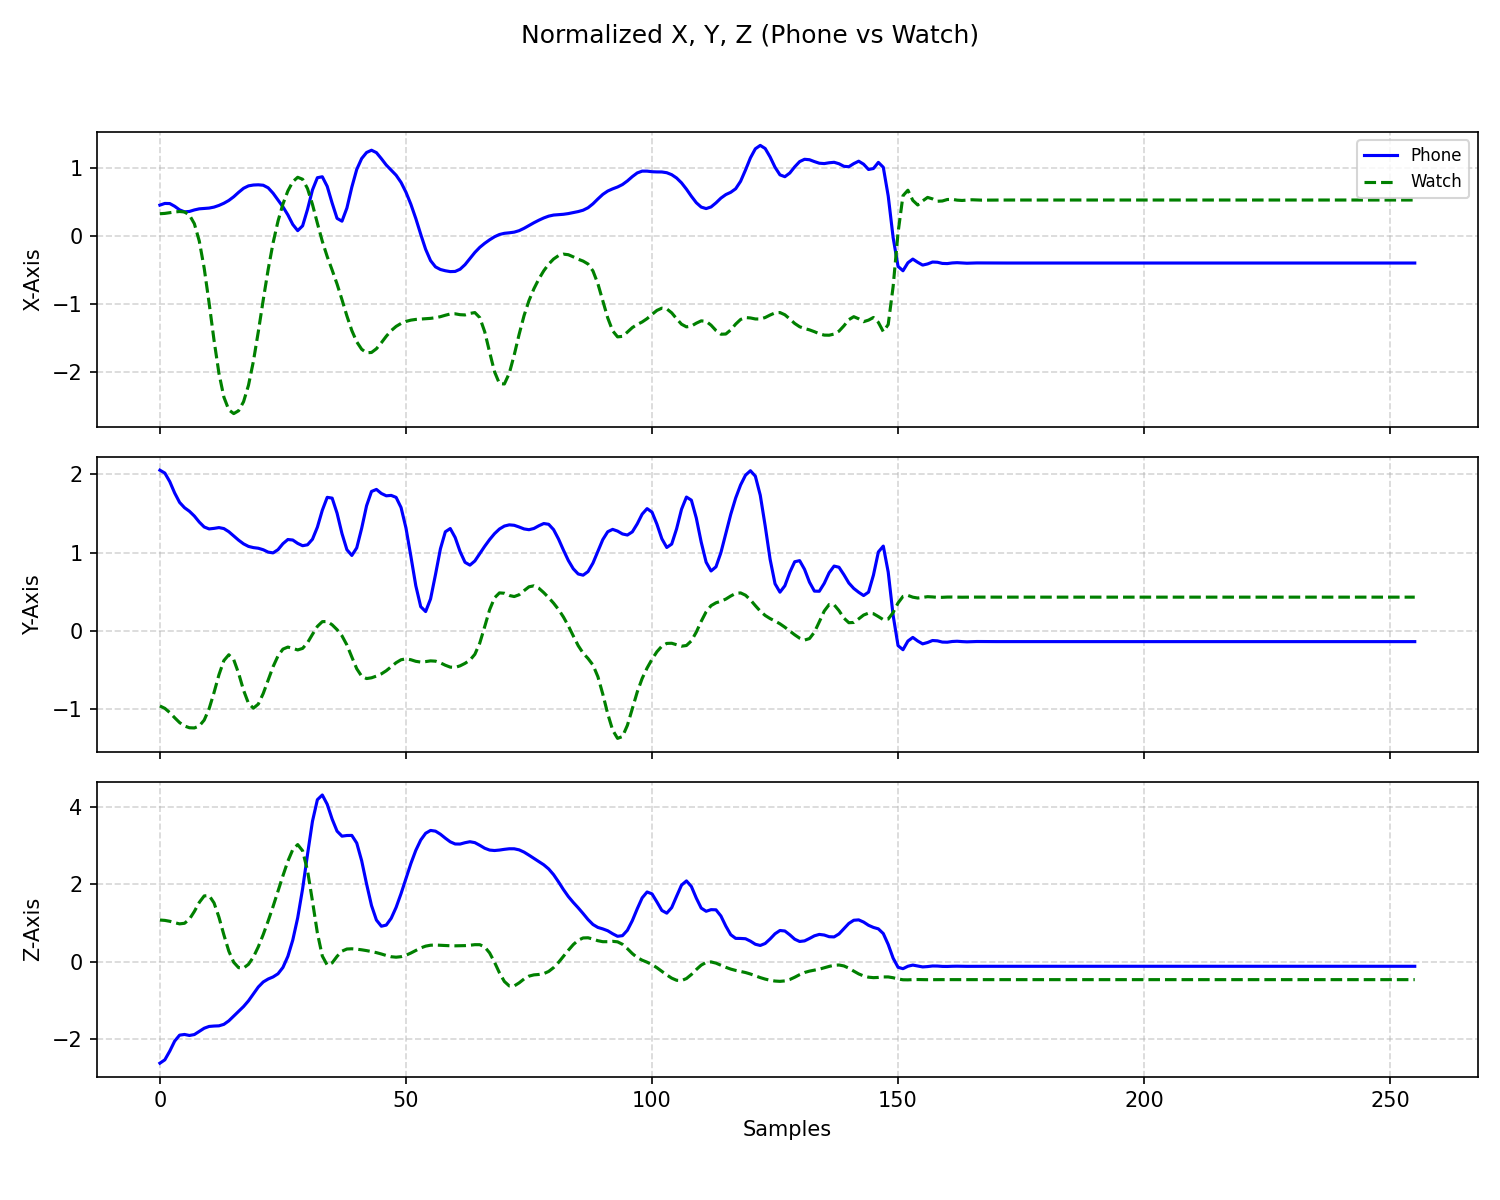 Normalized X, Y, Z (Phone vs Watch)
X-Axis
1
0
−1
−2
Phone
Watch
Y-Axis
2
1
0
−1
Z-Axis
4
2
0
−2
0 50 100 150 200 250
Samples